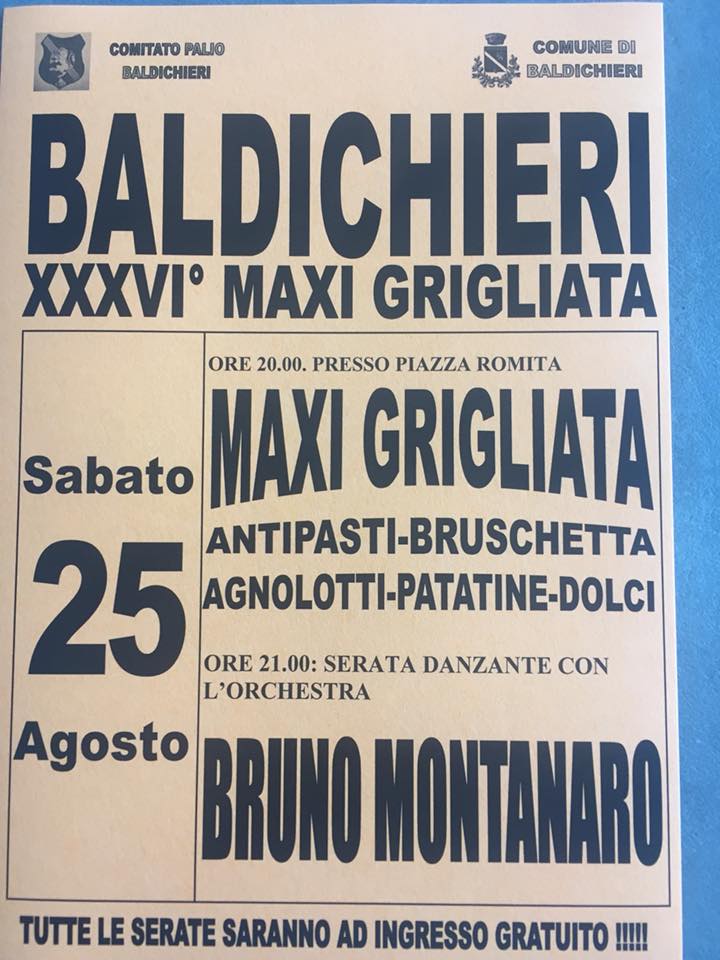 COMITATO PALIO
BALDICHIERI
COMUNE DI
BALDICHIERI
BALDICHIERI
XXXVI° MAXI GRIGLIATA
Sabato
25
Agosto
ORE 20.00. PRESSO PIAZZA ROMITA
MAXI GRIGLIATA
ANTIPASTI-BRUSCHETTA
AGNOLOTTI-PATATINE-DOLCI
ORE 21.00: SERATA DANZANTE CON
L'ORCHESTRA
BRUNO MONTANARO
TUTTE LE SERATE SARANNO AD INGRESSO GRATUITO !!!!!